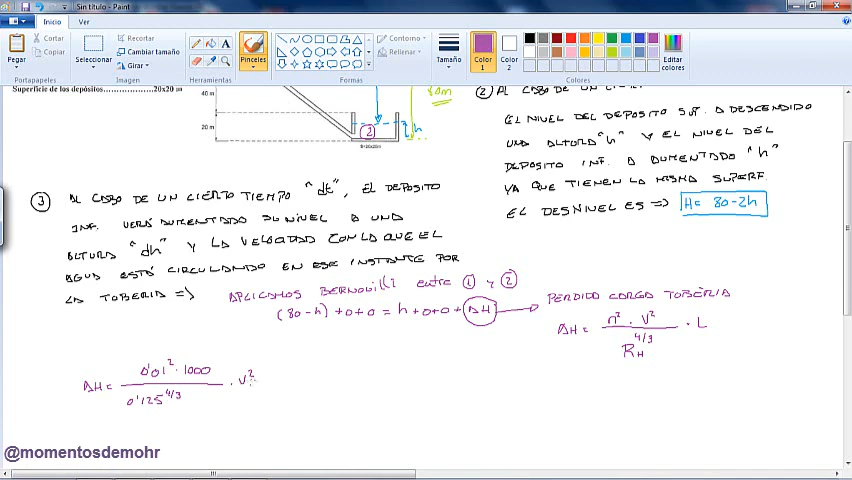 Sin título - Paint
Inicio
Ver
Cortar
Copiar
Pegar
Portapapeles
Recortar
Cambiar tamaño
Girar
Seleccionar
Imagen
Herramientas
Pinceles
Contorno
Rellenar
Formas
Tamaño
Color 1
Color 2
Editar colores
Colores
Superficie de los depósitos....................20x20 m
40 m
20 m
80m
2
h
(2) AL CABO DE UN
EL NIVEL DEL DEPOSITO SUP. A DESCENDIDO
UNA ALTURA "h" Y EL NIVEL DEL
DEPOSITO INF. A AUMENTADO "h"
YA QUE TIENEN LA MISMA SUPERF.
EL DESNIVEL ES => H= 80-2h
3 AL CABO DE UN CIERTO TIEMPO "dt", EL DEPOSITO
INF. VERÁ AUMENTADO SU NIVEL A UNA
ALTURA "dh" Y LA VELOCIDAD CON LA QUE EL
AGUA ESTÁ CIRCULANDO EN ESE INSTANTE POR
LA TOBERIA =>
APLICAMOS BERNOUILLI entre 1 y 2
(80-h)+0+0 = h+0+0+ΔH
PERDIDA CARGA TOBERÍA
ΔH = n² · V² / R_H^4/3 · L
ΔH = 0'01² · 1000 / 0'125^4/3 · V²
@momentosdemohr